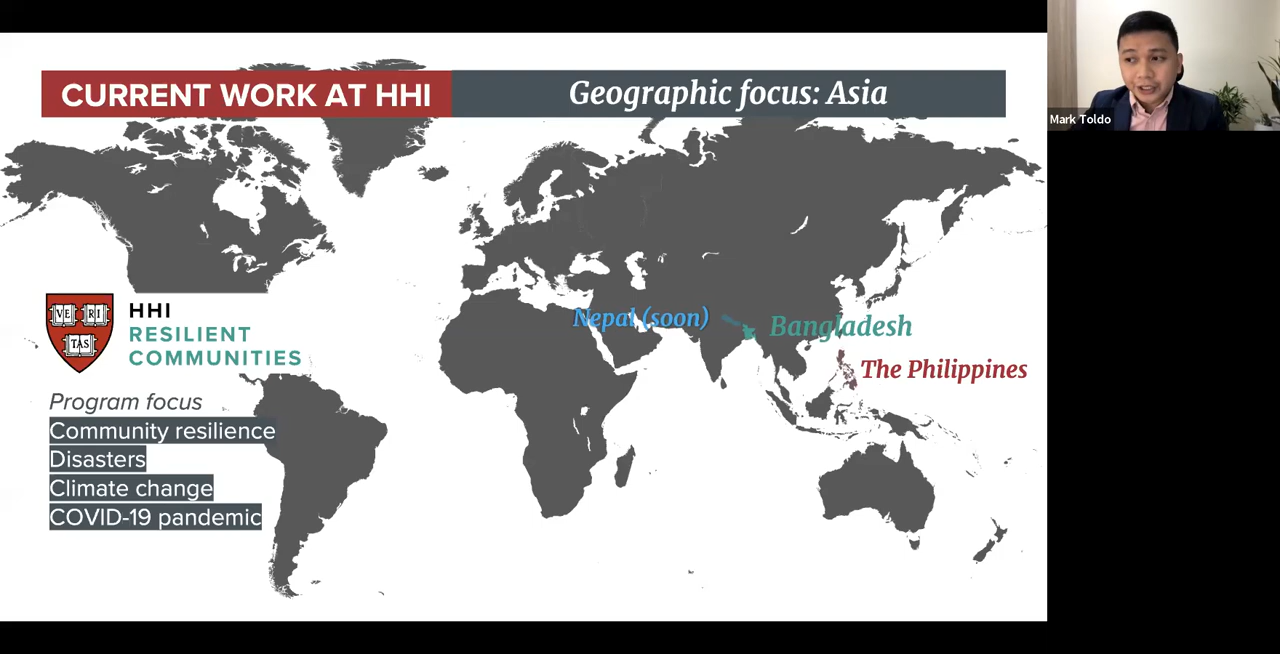 CURRENT WORK AT HHI
Geographic focus: Asia
Mark Toldo
HHI
RESILIENT
COMMUNITIES
VE RI
TAS
Nepal (soon)
Bangladesh
The Philippines
Program focus
Community resilience
Disasters
Climate change
COVID-19 pandemic